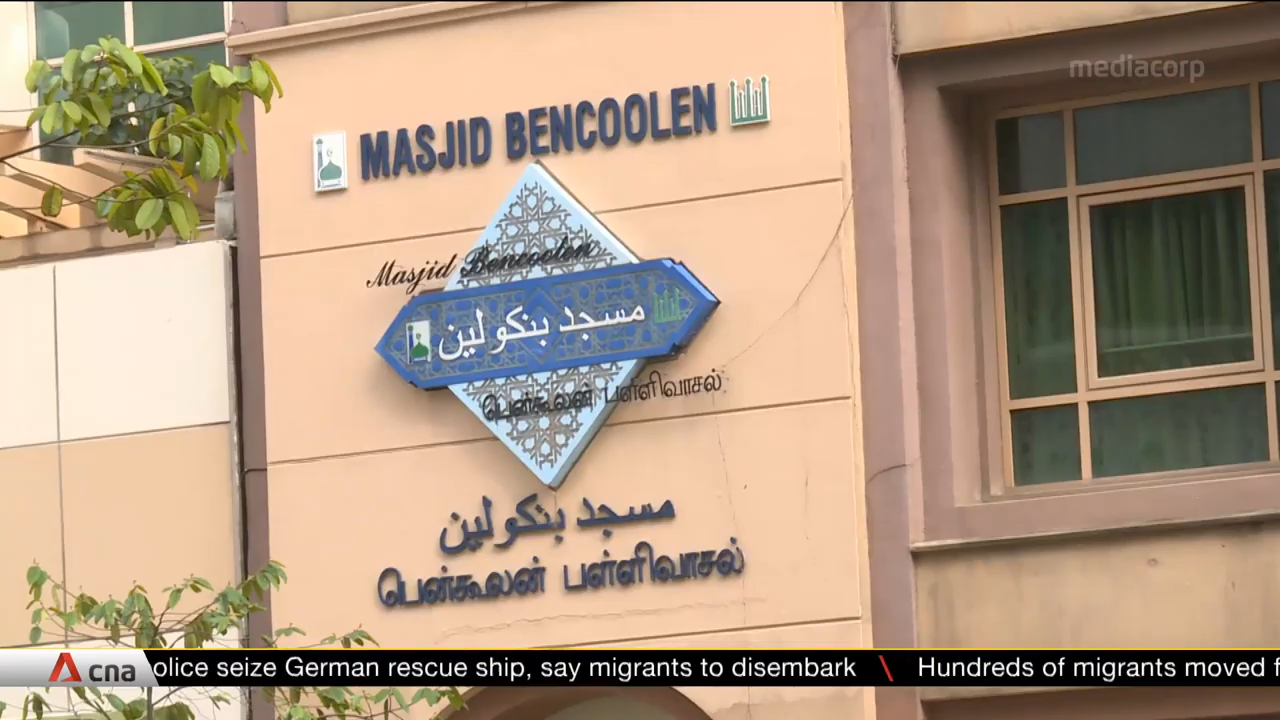 mediacorp
MASJID BENCOOLEN
Masjid Bencoolen
مسجد بنكولين
பென்கூலன் பள்ளிவாசல்
مسجد بنكولين
பென்கூலன் பள்ளிவாசல்
cna
olice seize German rescue ship, say migrants to disembark \ Hundreds of migrants moved f